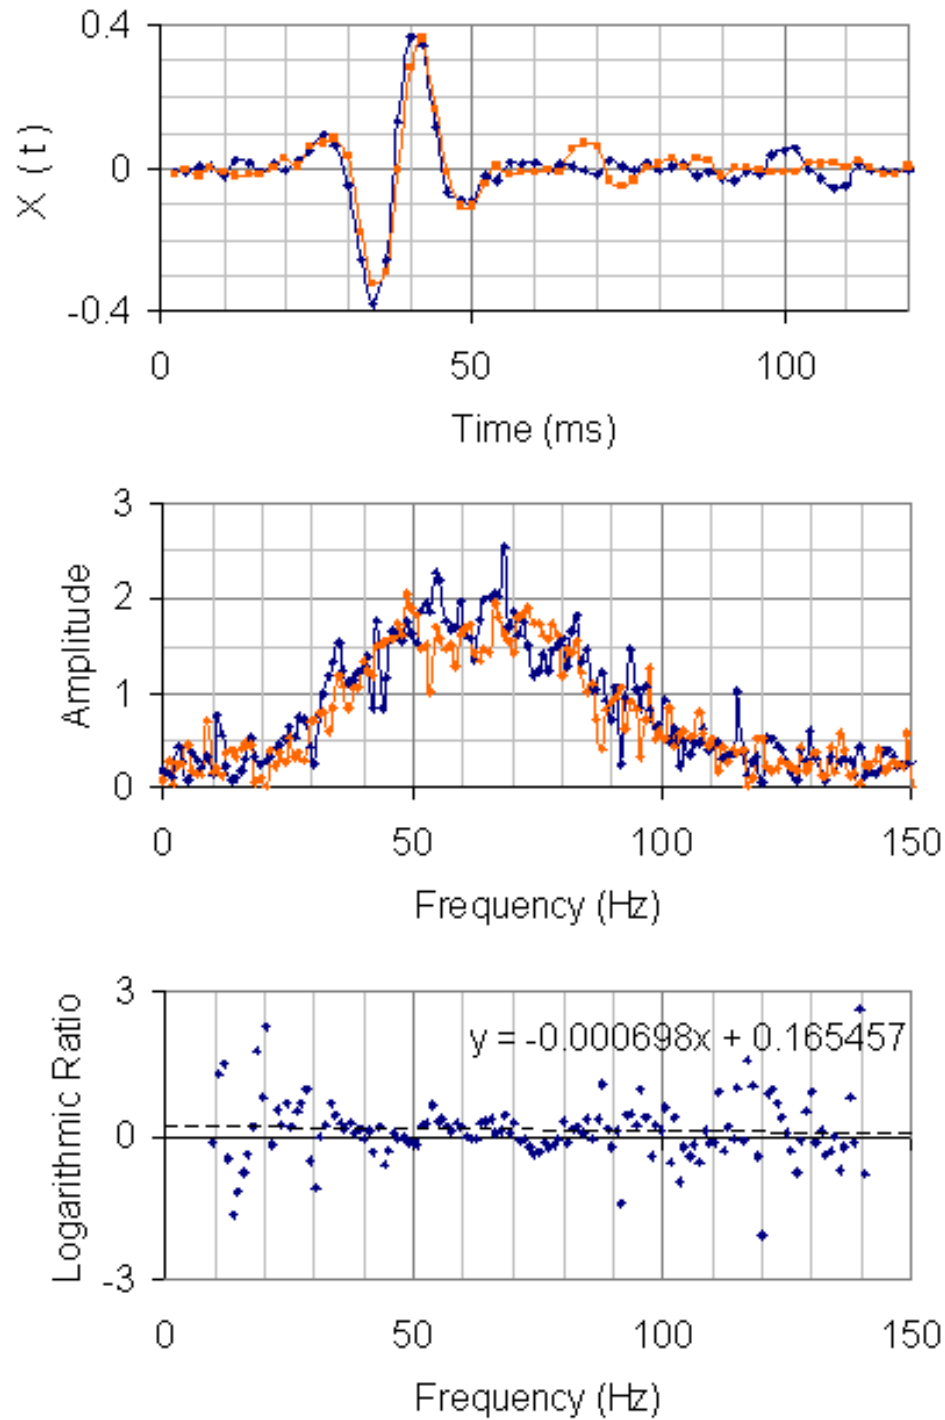 0.4
0
-0.4
X (t)
0 50 100
Time (ms)
3
2
1
0
Amplitude
0 50 100 150
Frequency (Hz)
3
0
-3
Logarithmic Ratio
y = -0.000698x + 0.165457
0 50 100 150
Frequency (Hz)